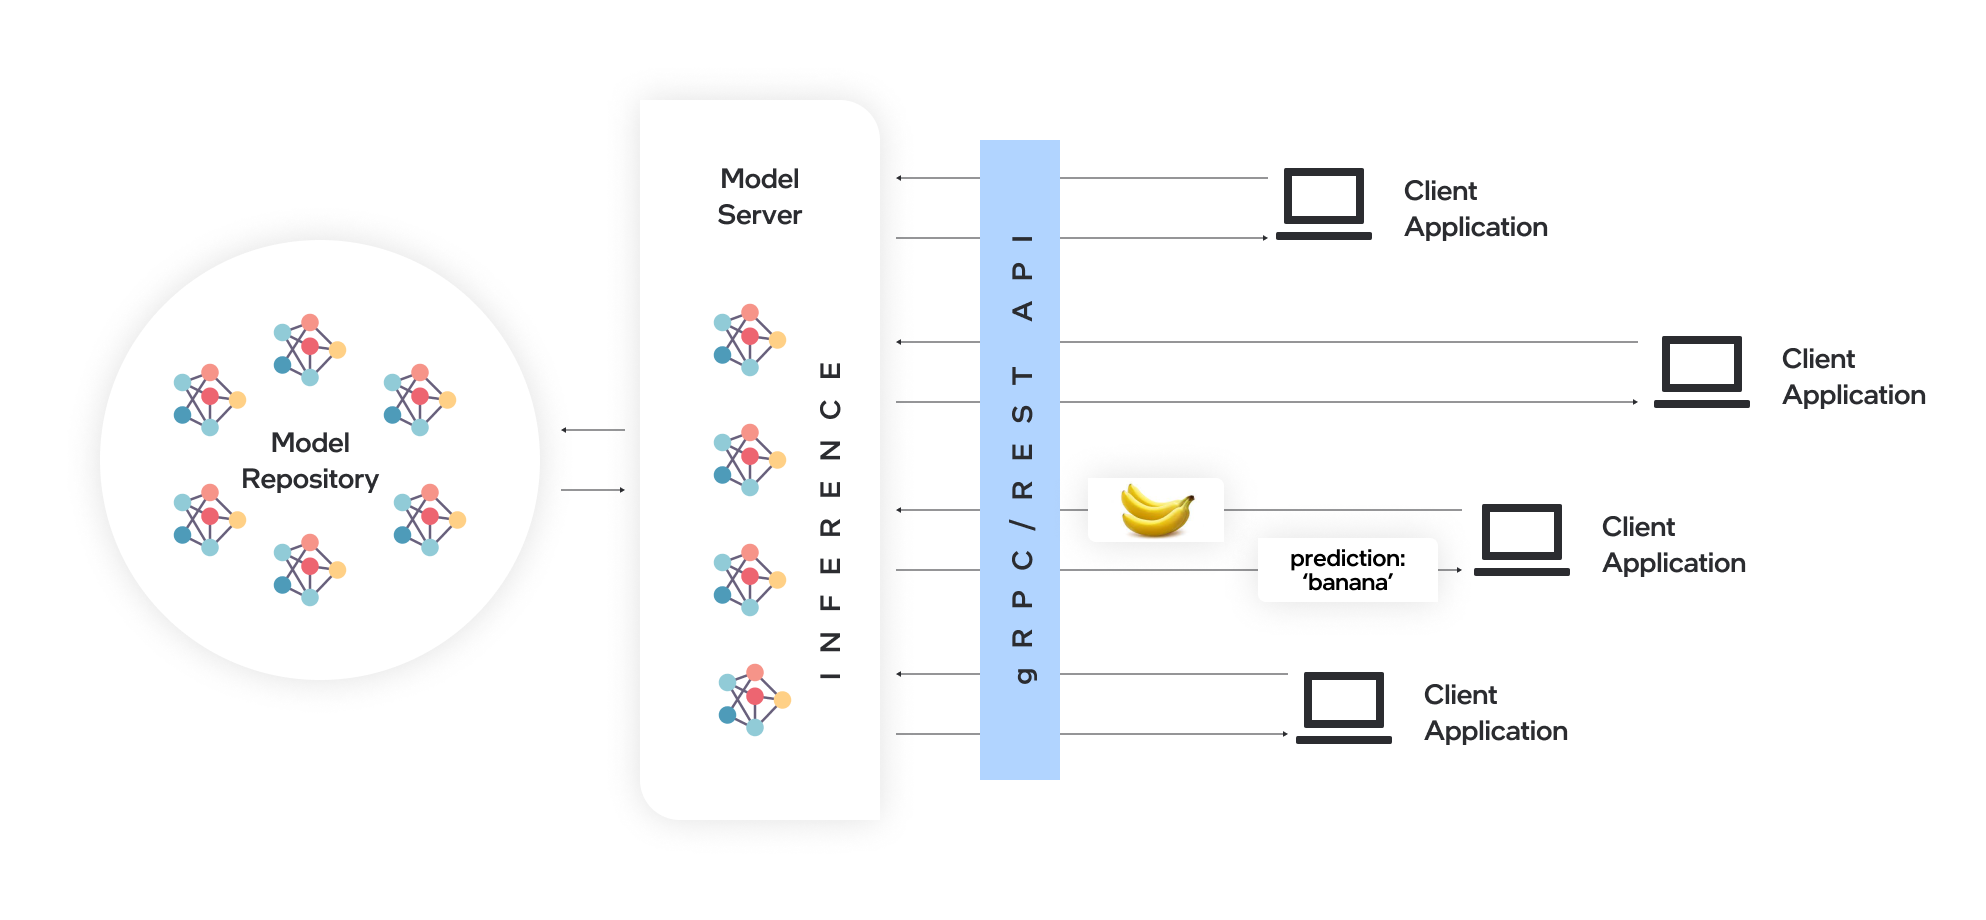 Model
Repository
Model
Server
INFERENCE
gRPC/REST API
Client
Application
Client
Application
prediction:
‘banana’
Client
Application
Client
Application